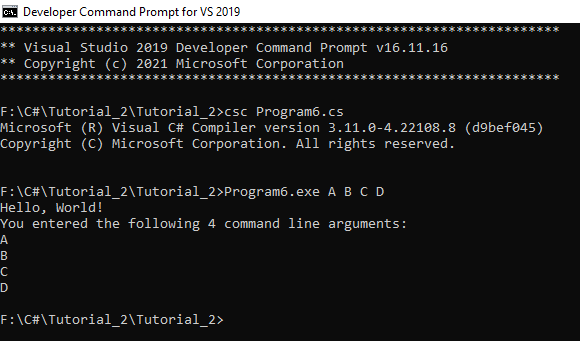 Developer Command Prompt for VS 2019
**********************************************************************
** Visual Studio 2019 Developer Command Prompt v16.11.16
** Copyright (c) 2021 Microsoft Corporation
**********************************************************************
F:\C#\Tutorial_2\Tutorial_2>csc Program6.cs
Microsoft (R) Visual C# Compiler version 3.11.0-4.22108.8 (d9bef045)
Copyright (C) Microsoft Corporation. All rights reserved.
F:\C#\Tutorial_2\Tutorial_2>Program6.exe A B C D
Hello, World!
You entered the following 4 command line arguments:
A
B
C
D
F:\C#\Tutorial_2\Tutorial_2>